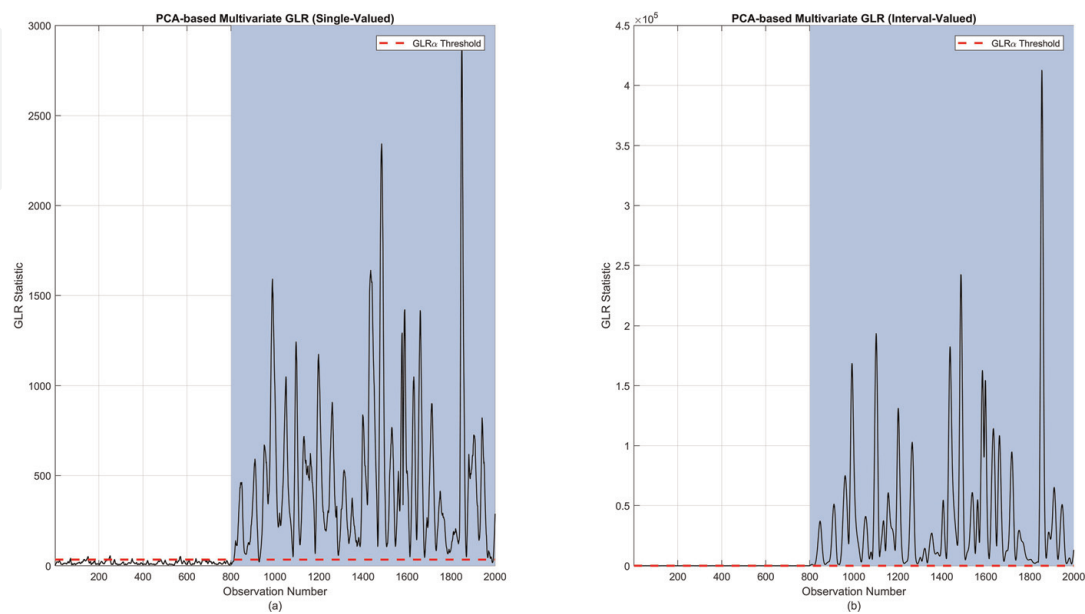 PCA-based Multivariate GLR (Single-Valued)
3000
2500
2000
1500
1000
500
0
GLR Statistic
GLRα Threshold
200 400 600 800 1000 1200 1400 1600 1800 2000
Observation Number
(a)
PCA-based Multivariate GLR (Interval-Valued)
×10⁵
4.5
4
3.5
3
2.5
2
1.5
1
0.5
0
GLR Statistic
GLRα Threshold
200 400 600 800 1000 1200 1400 1600 1800 2000
Observation Number
(b)